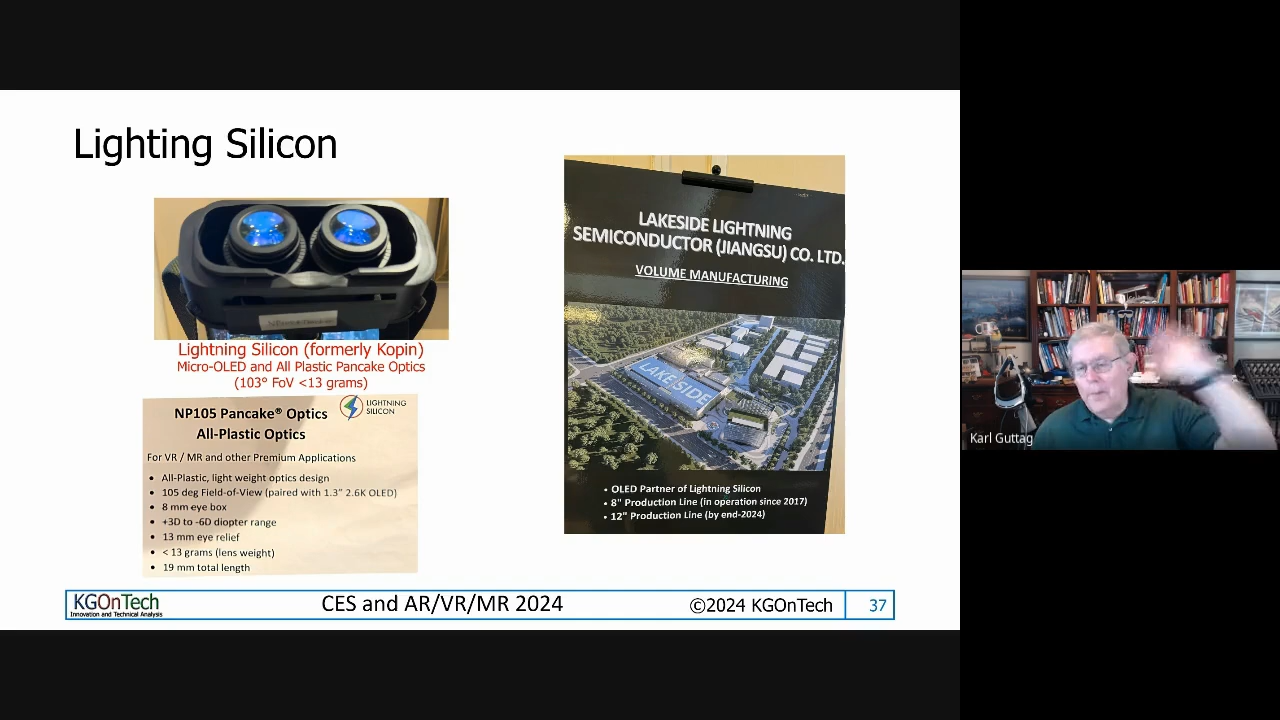 Lighting Silicon
Lightning Silicon (formerly Kopin)
Micro-OLED and All Plastic Pancake Optics
(103° FoV <13 grams)
NP105 Pancake® Optics
All-Plastic Optics
LIGHTNING
SILICON
For VR / MR and other Premium Applications
• All-Plastic, light weight optics design
• 105 deg Field-of-View (paired with 1.3" 2.6K OLED)
• 8 mm eye box
• +3D to -6D diopter range
• 13 mm eye relief
• < 13 grams (lens weight)
• 19 mm total length
LAKESIDE LIGHTNING
SEMICONDUCTOR (JIANGSU) CO. LTD.
VOLUME MANUFACTURING
LAKESIDE
• OLED Partner of Lightning Silicon
• 8" Production Line (in operation since 2017)
• 12" Production Line (by end-2024)
KGOnTech
Innovation and Technical Analysis
CES and AR/VR/MR 2024
©2024 KGOnTech
37
Karl Guttag